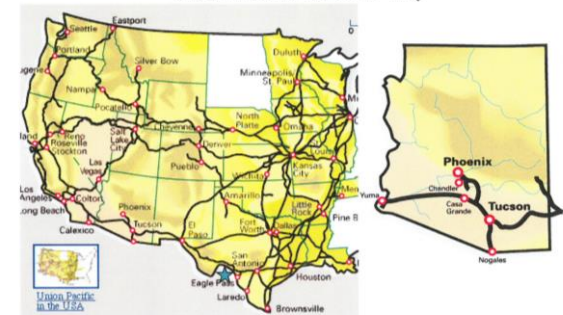 Eastport
Seattle
Portland
Duluth
Silver Bow
Minneapolis/
St. Paul
Nampa
Pocatello
North
Platte
Cheyenne
Omaha
Reno
Roseville
Stockton
Salt
Lake
City
Denver
Kansas
City
Las
Vegas
Pueblo
Wichita
Los
Angeles
Long Beach
Colton
Calexico
Phoenix
Tucson
Amarillo
Little
Rock
Pine B
El
Paso
Fort
Worth
Dallas
San
Antonio
Eagle Pass
Houston
Laredo
Brownsville
Union Pacific
in the USA
Phoenix
Chandler
Yuma
Casa
Grande
Tucson
Nogales